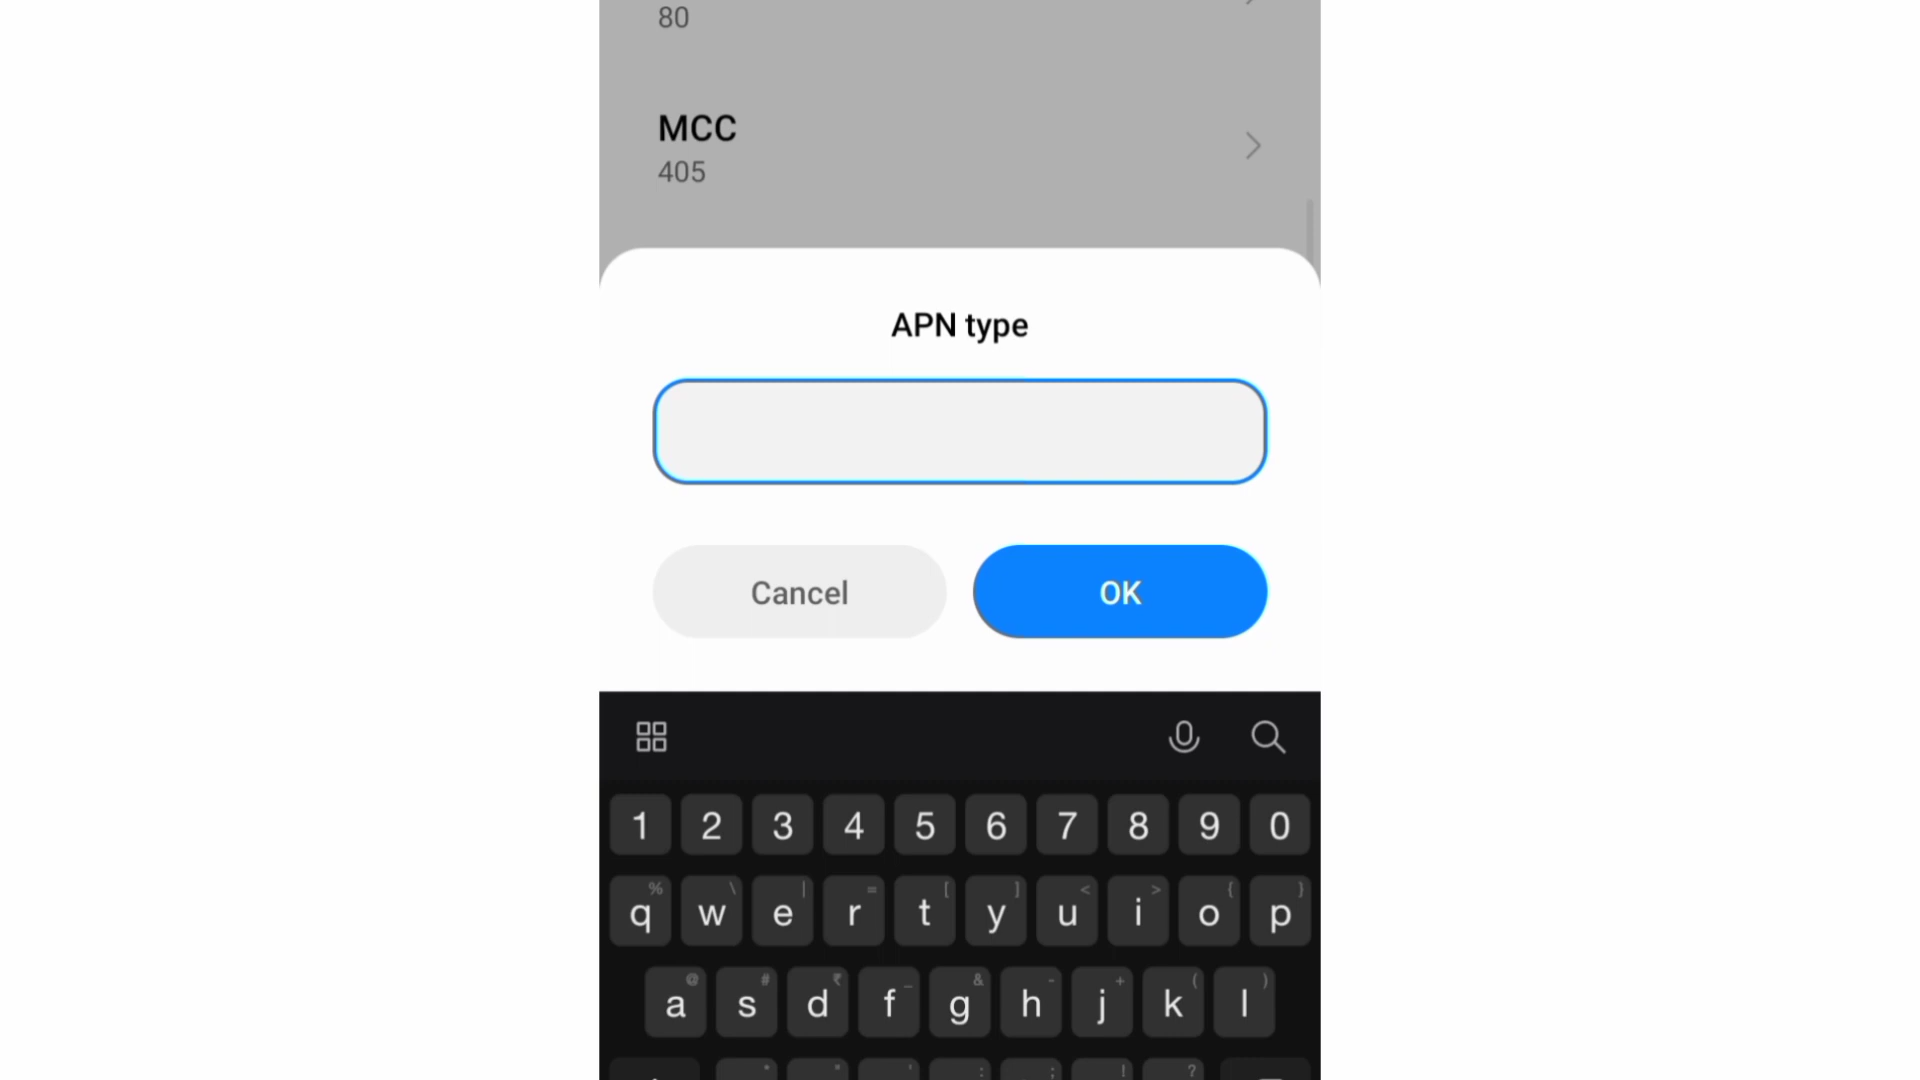 80
MCC
405
APN type
Cancel
OK
1 2 3 4 5 6 7 8 9 0
% \ | = [ ] < > { }
q w e r t y u i o p
@ # ₹ _ & - + ( )
a s d f g h j k l
* " ' : ; ! ?